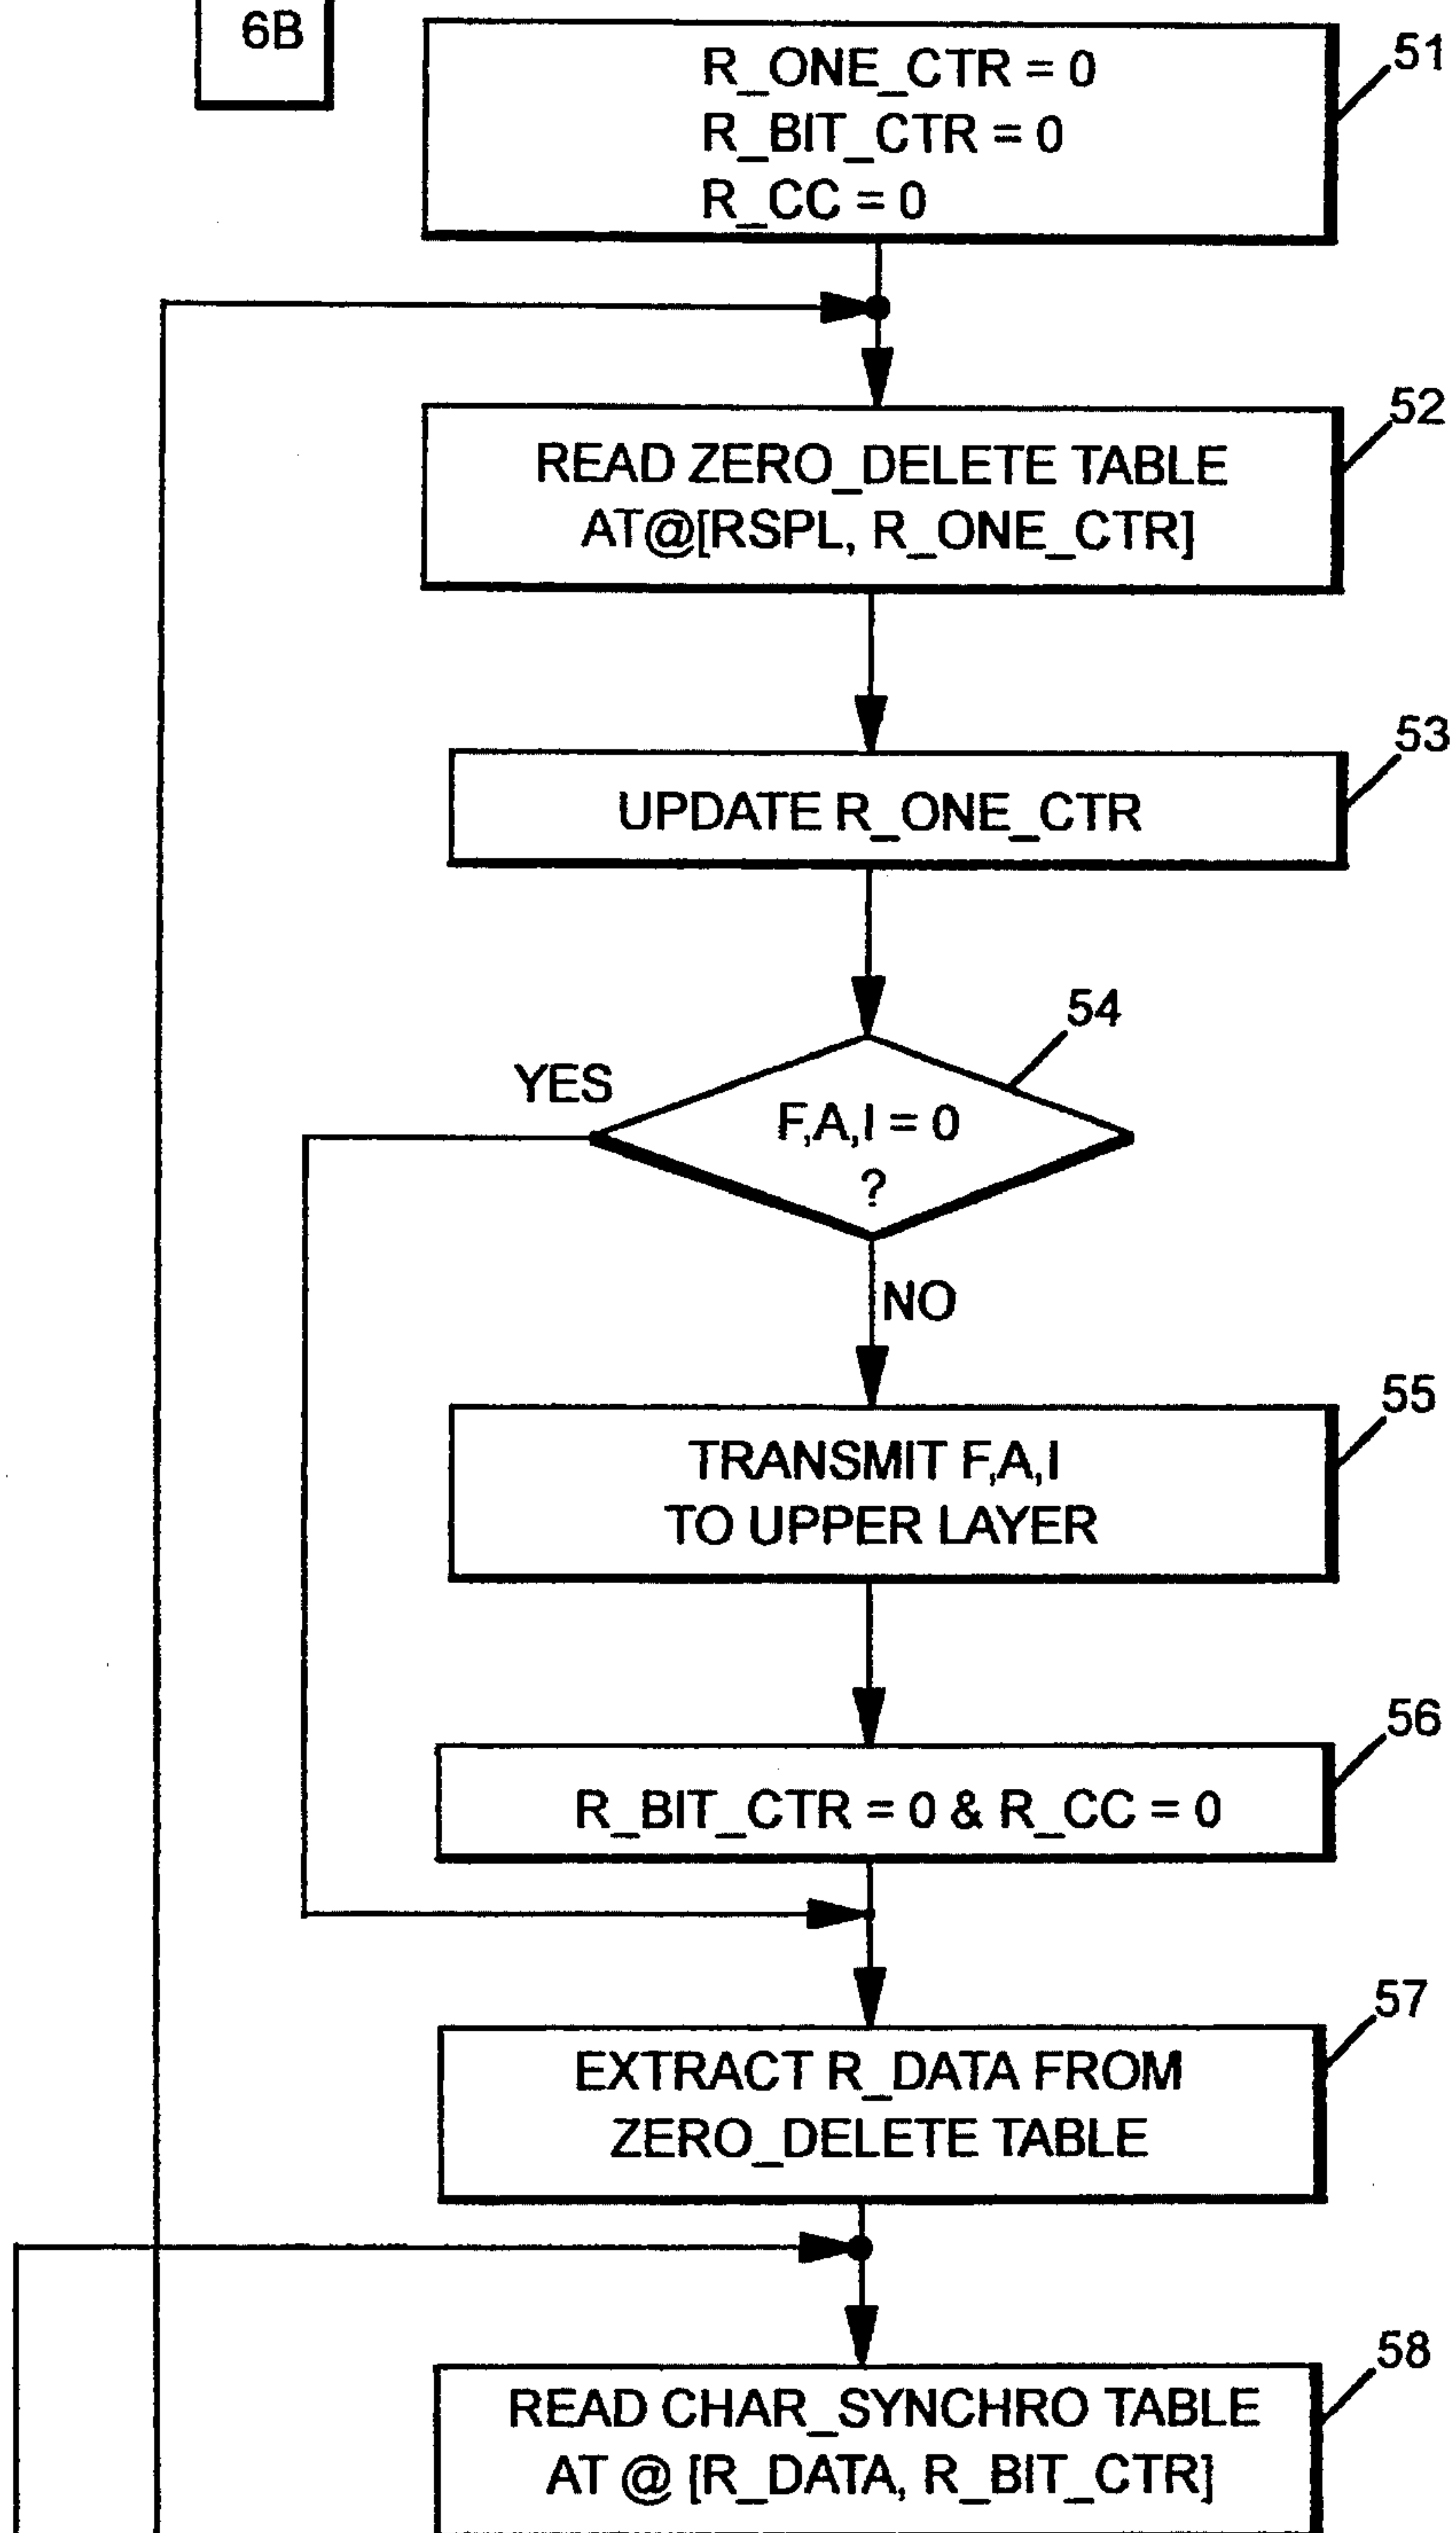 6B
R_ONE_CTR = 0
R_BIT_CTR = 0
R_CC = 0
51
52
READ ZERO_DELETE TABLE
AT@[RSPL, R_ONE_CTR]
53
UPDATE R_ONE_CTR
54
YES
F,A,I = 0
?
NO
55
TRANSMIT F,A,I
TO UPPER LAYER
56
R_BIT_CTR = 0 & R_CC = 0
57
EXTRACT R_DATA FROM
ZERO_DELETE TABLE
58
READ CHAR_SYNCHRO TABLE
AT @ [R_DATA, R_BIT_CTR]